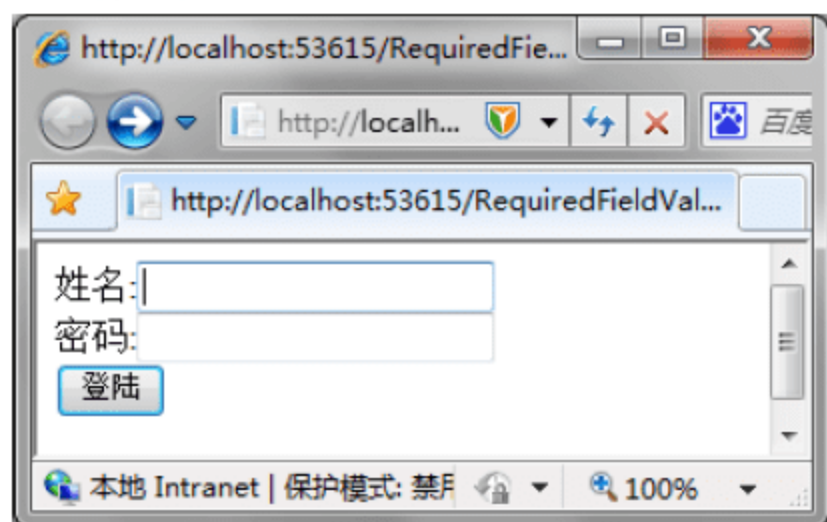 http://localhost:53615/RequiredFie...
http://localh...
百度
http://localhost:53615/RequiredFieldVal...
姓名:
密码:
登陆
本地 Intranet | 保护模式: 禁用
100%